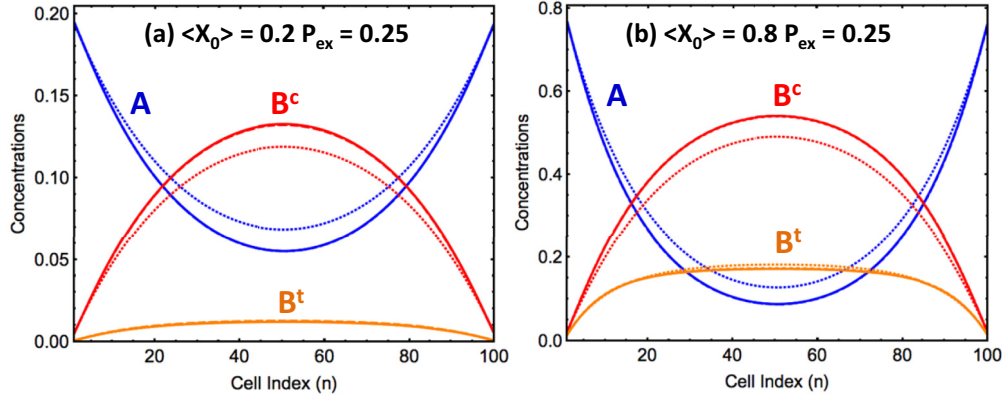 (a) <X₀> = 0.2 Pₑₓ = 0.25
A
Bᶜ
Bᵗ
0.20
0.15
0.10
0.05
0.00
Concentrations
20
40
60
80
100
Cell Index (n)
(b) <X₀> = 0.8 Pₑₓ = 0.25
A
Bᶜ
Bᵗ
0.8
0.6
0.4
0.2
0.0
Concentrations
20
40
60
80
100
Cell Index (n)